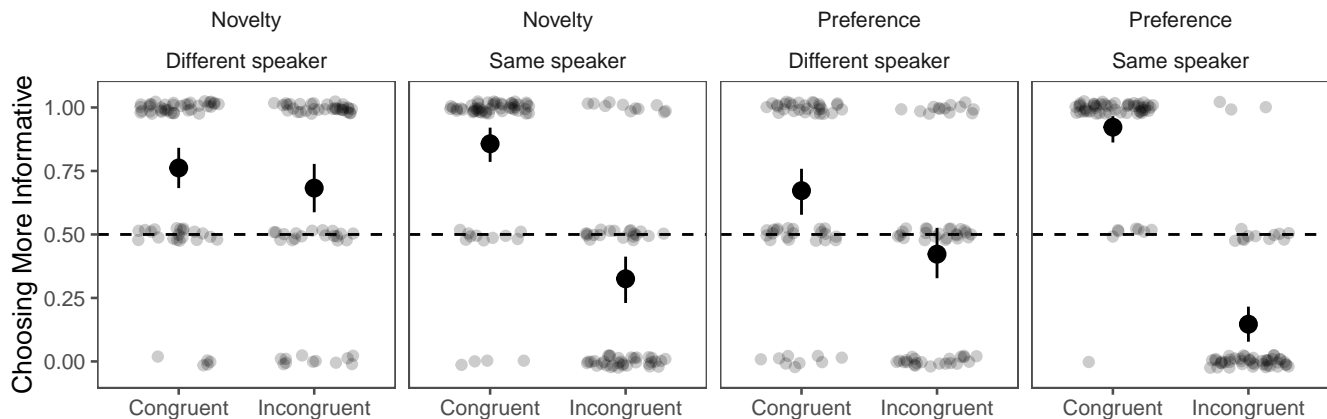 Novelty Novelty Preference Preference
Different speaker Same speaker Different speaker Same speaker
Choosing More Informative
1.00
0.75
0.50
0.25
0.00
Congruent Incongruent Congruent Incongruent Congruent Incongruent Congruent Incongruent